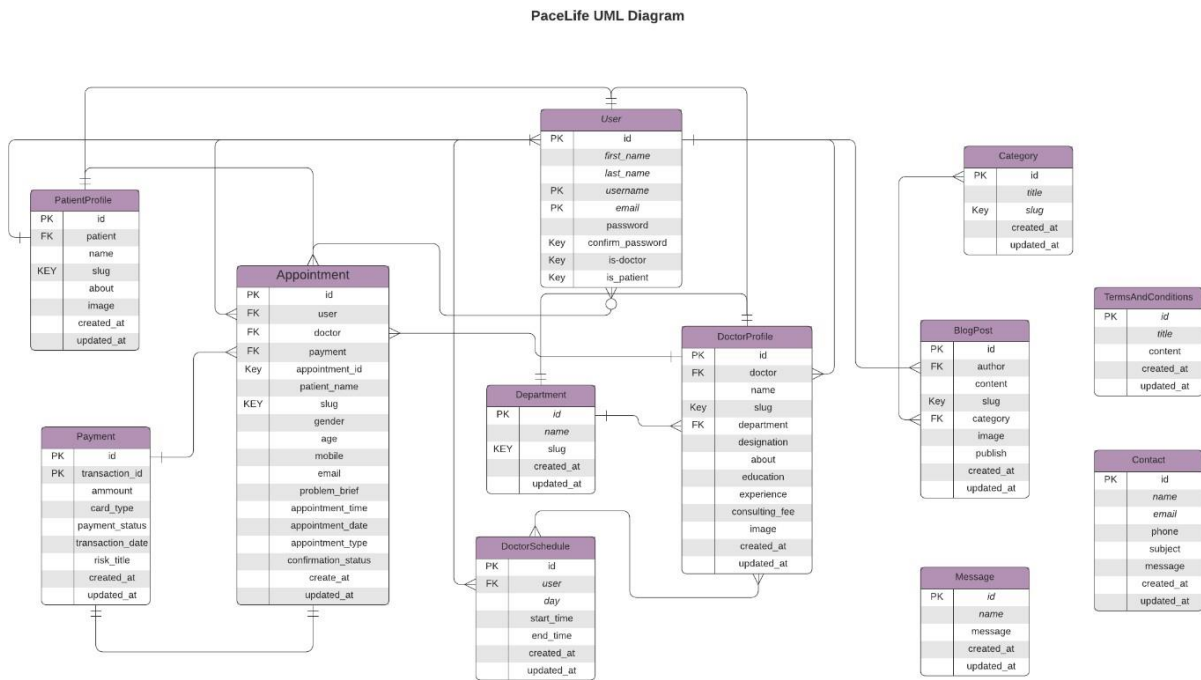 PaceLife UML Diagram
User
PK id
first_name
last_name
PK username
PK email
password
Key confirm_password
Key is-doctor
Key is_patient
Category
PK id
title
Key slug
created_at
updated_at
PatientProfile
PK id
FK patient
name
KEY slug
about
image
created_at
updated_at
Appointment
PK id
FK user
FK doctor
FK payment
Key appointment_id
patient_name
KEY slug
gender
age
mobile
email
problem_brief
appointment_time
appointment_date
appointment_type
confirmation_status
create_at
updated_at
TermsAndConditions
PK id
title
content
created_at
updated_at
BlogPost
PK id
FK author
content
Key slug
FK category
image
publish
created_at
updated_at
DoctorProfile
PK id
FK doctor
name
Key slug
FK department
designation
about
education
experience
consulting_fee
image
created_at
updated_at
Department
PK id
name
KEY slug
created_at
updated_at
Payment
PK id
PK transaction_id
ammount
card_type
payment_status
transaction_date
risk_title
created_at
updated_at
Contact
PK id
name
email
phone
subject
message
created_at
updated_at
DoctorSchedule
PK id
FK user
day
start_time
end_time
created_at
updated_at
Message
PK id
name
message
created_at
updated_at